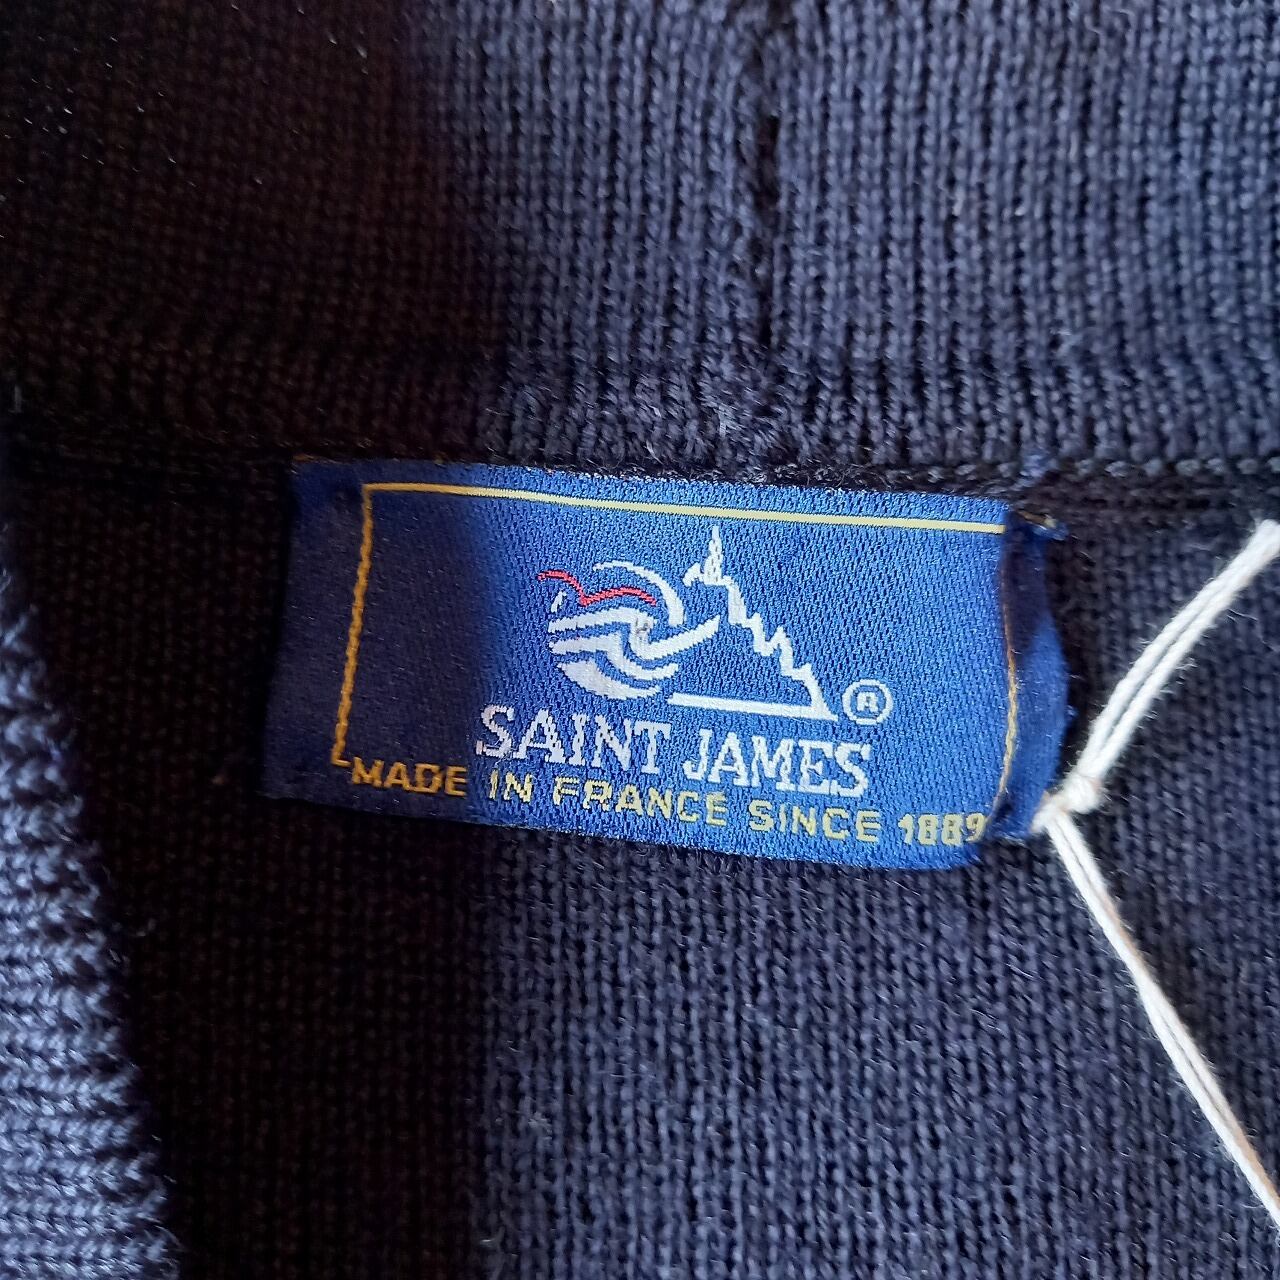 ®
SAINT JAMES
MADE IN FRANCE SINCE 1889